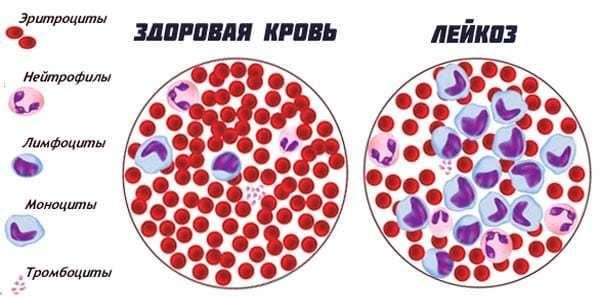 Эритроциты
ЗДОРОВАЯ КРОВЬ
ЛЕЙКОЗ
Нейтрофилы
Лимфоциты
Моноциты
Тромбоциты